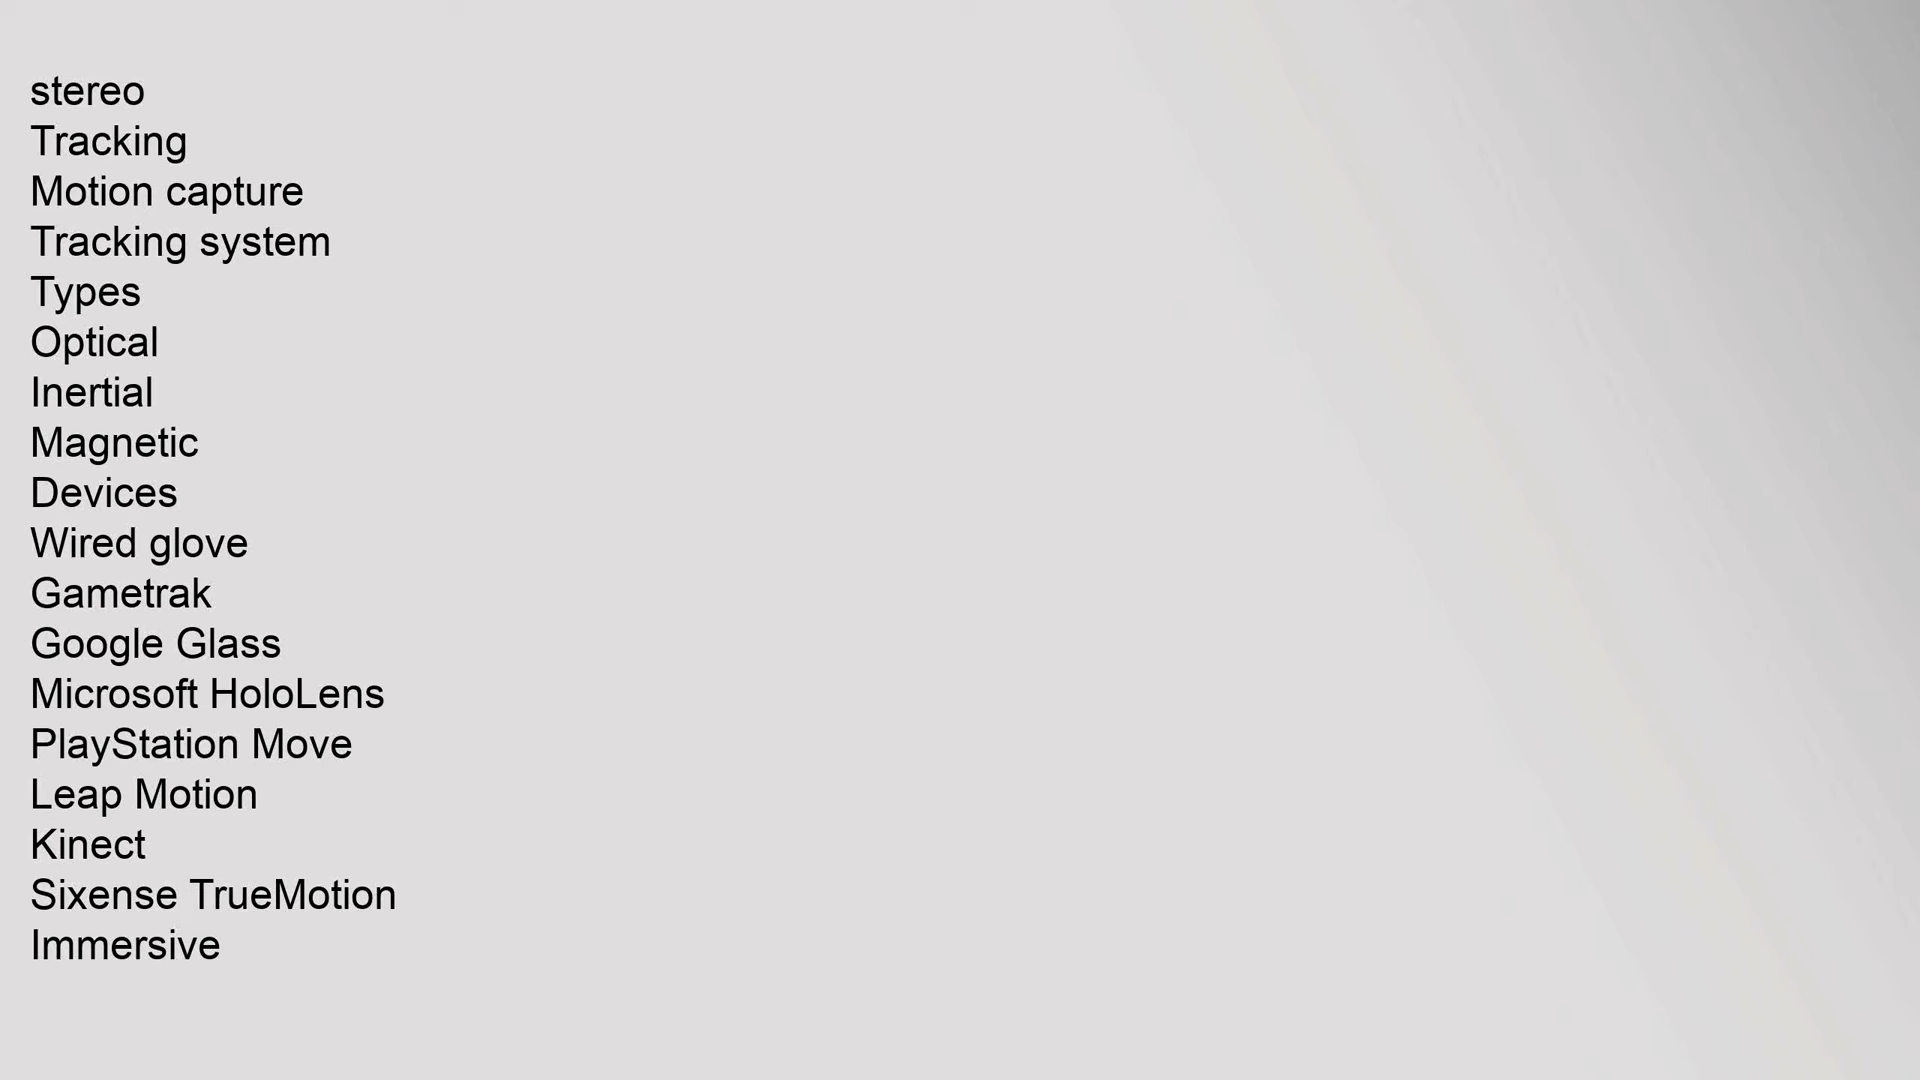 stereo
Tracking
Motion capture
Tracking system
Types
Optical
Inertial
Magnetic
Devices
Wired glove
Gametrak
Google Glass
Microsoft HoloLens
PlayStation Move
Leap Motion
Kinect
Sixense TrueMotion
Immersive